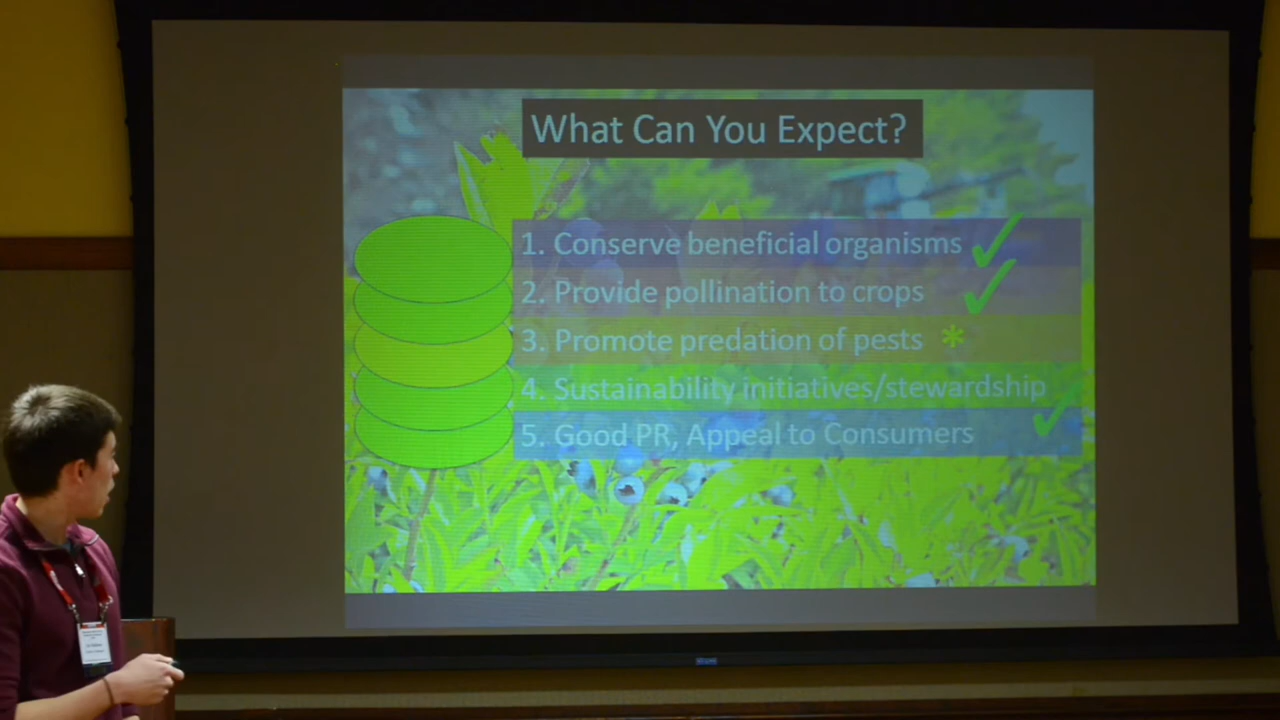 What Can You Expect?
1. Conserve beneficial organisms
2. Provide pollination to crops
3. Promote predation of pests *
4. Sustainability initiatives/stewardship
5. Good PR, Appeal to Consumers